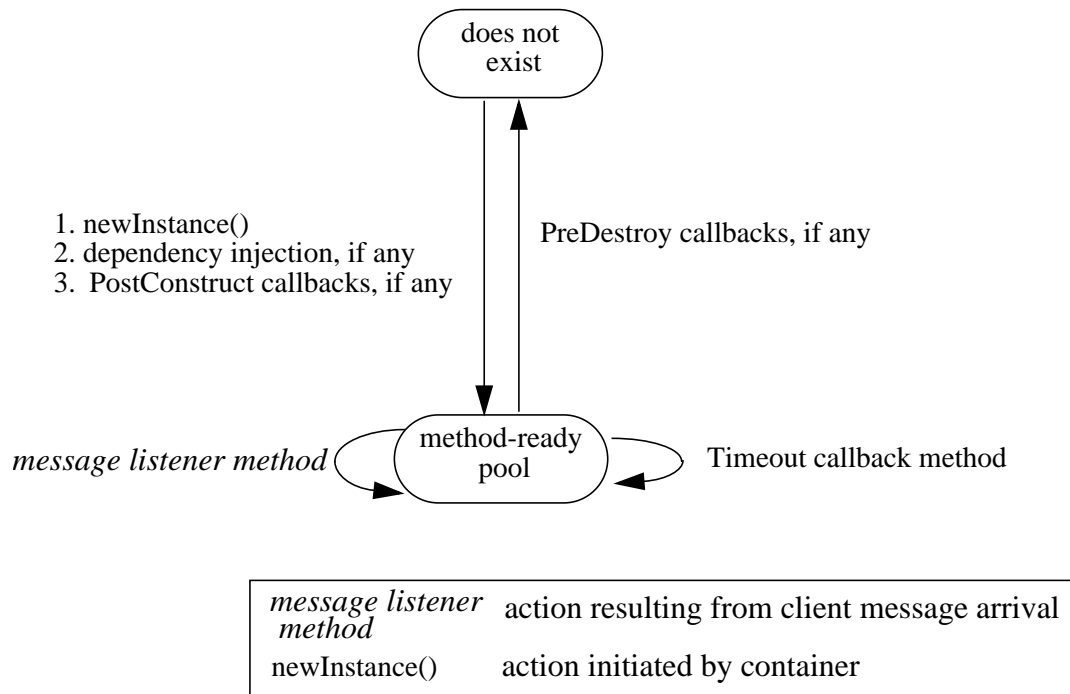 does not
exist
1. newInstance()
2. dependency injection, if any
3. PostConstruct callbacks, if any
PreDestroy callbacks, if any
message listener method
method-ready
pool
Timeout callback method
message listener
method
action resulting from client message arrival
newInstance()
action initiated by container